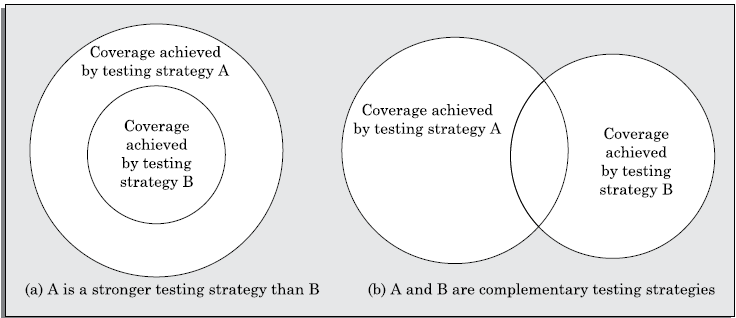 Coverage achieved
by testing strategy A
Coverage
achieved
by testing
strategy B
(a) A is a stronger testing strategy than B
Coverage achieved
by testing strategy A
Coverage
achieved
by testing
strategy B
(b) A and B are complementary testing strategies